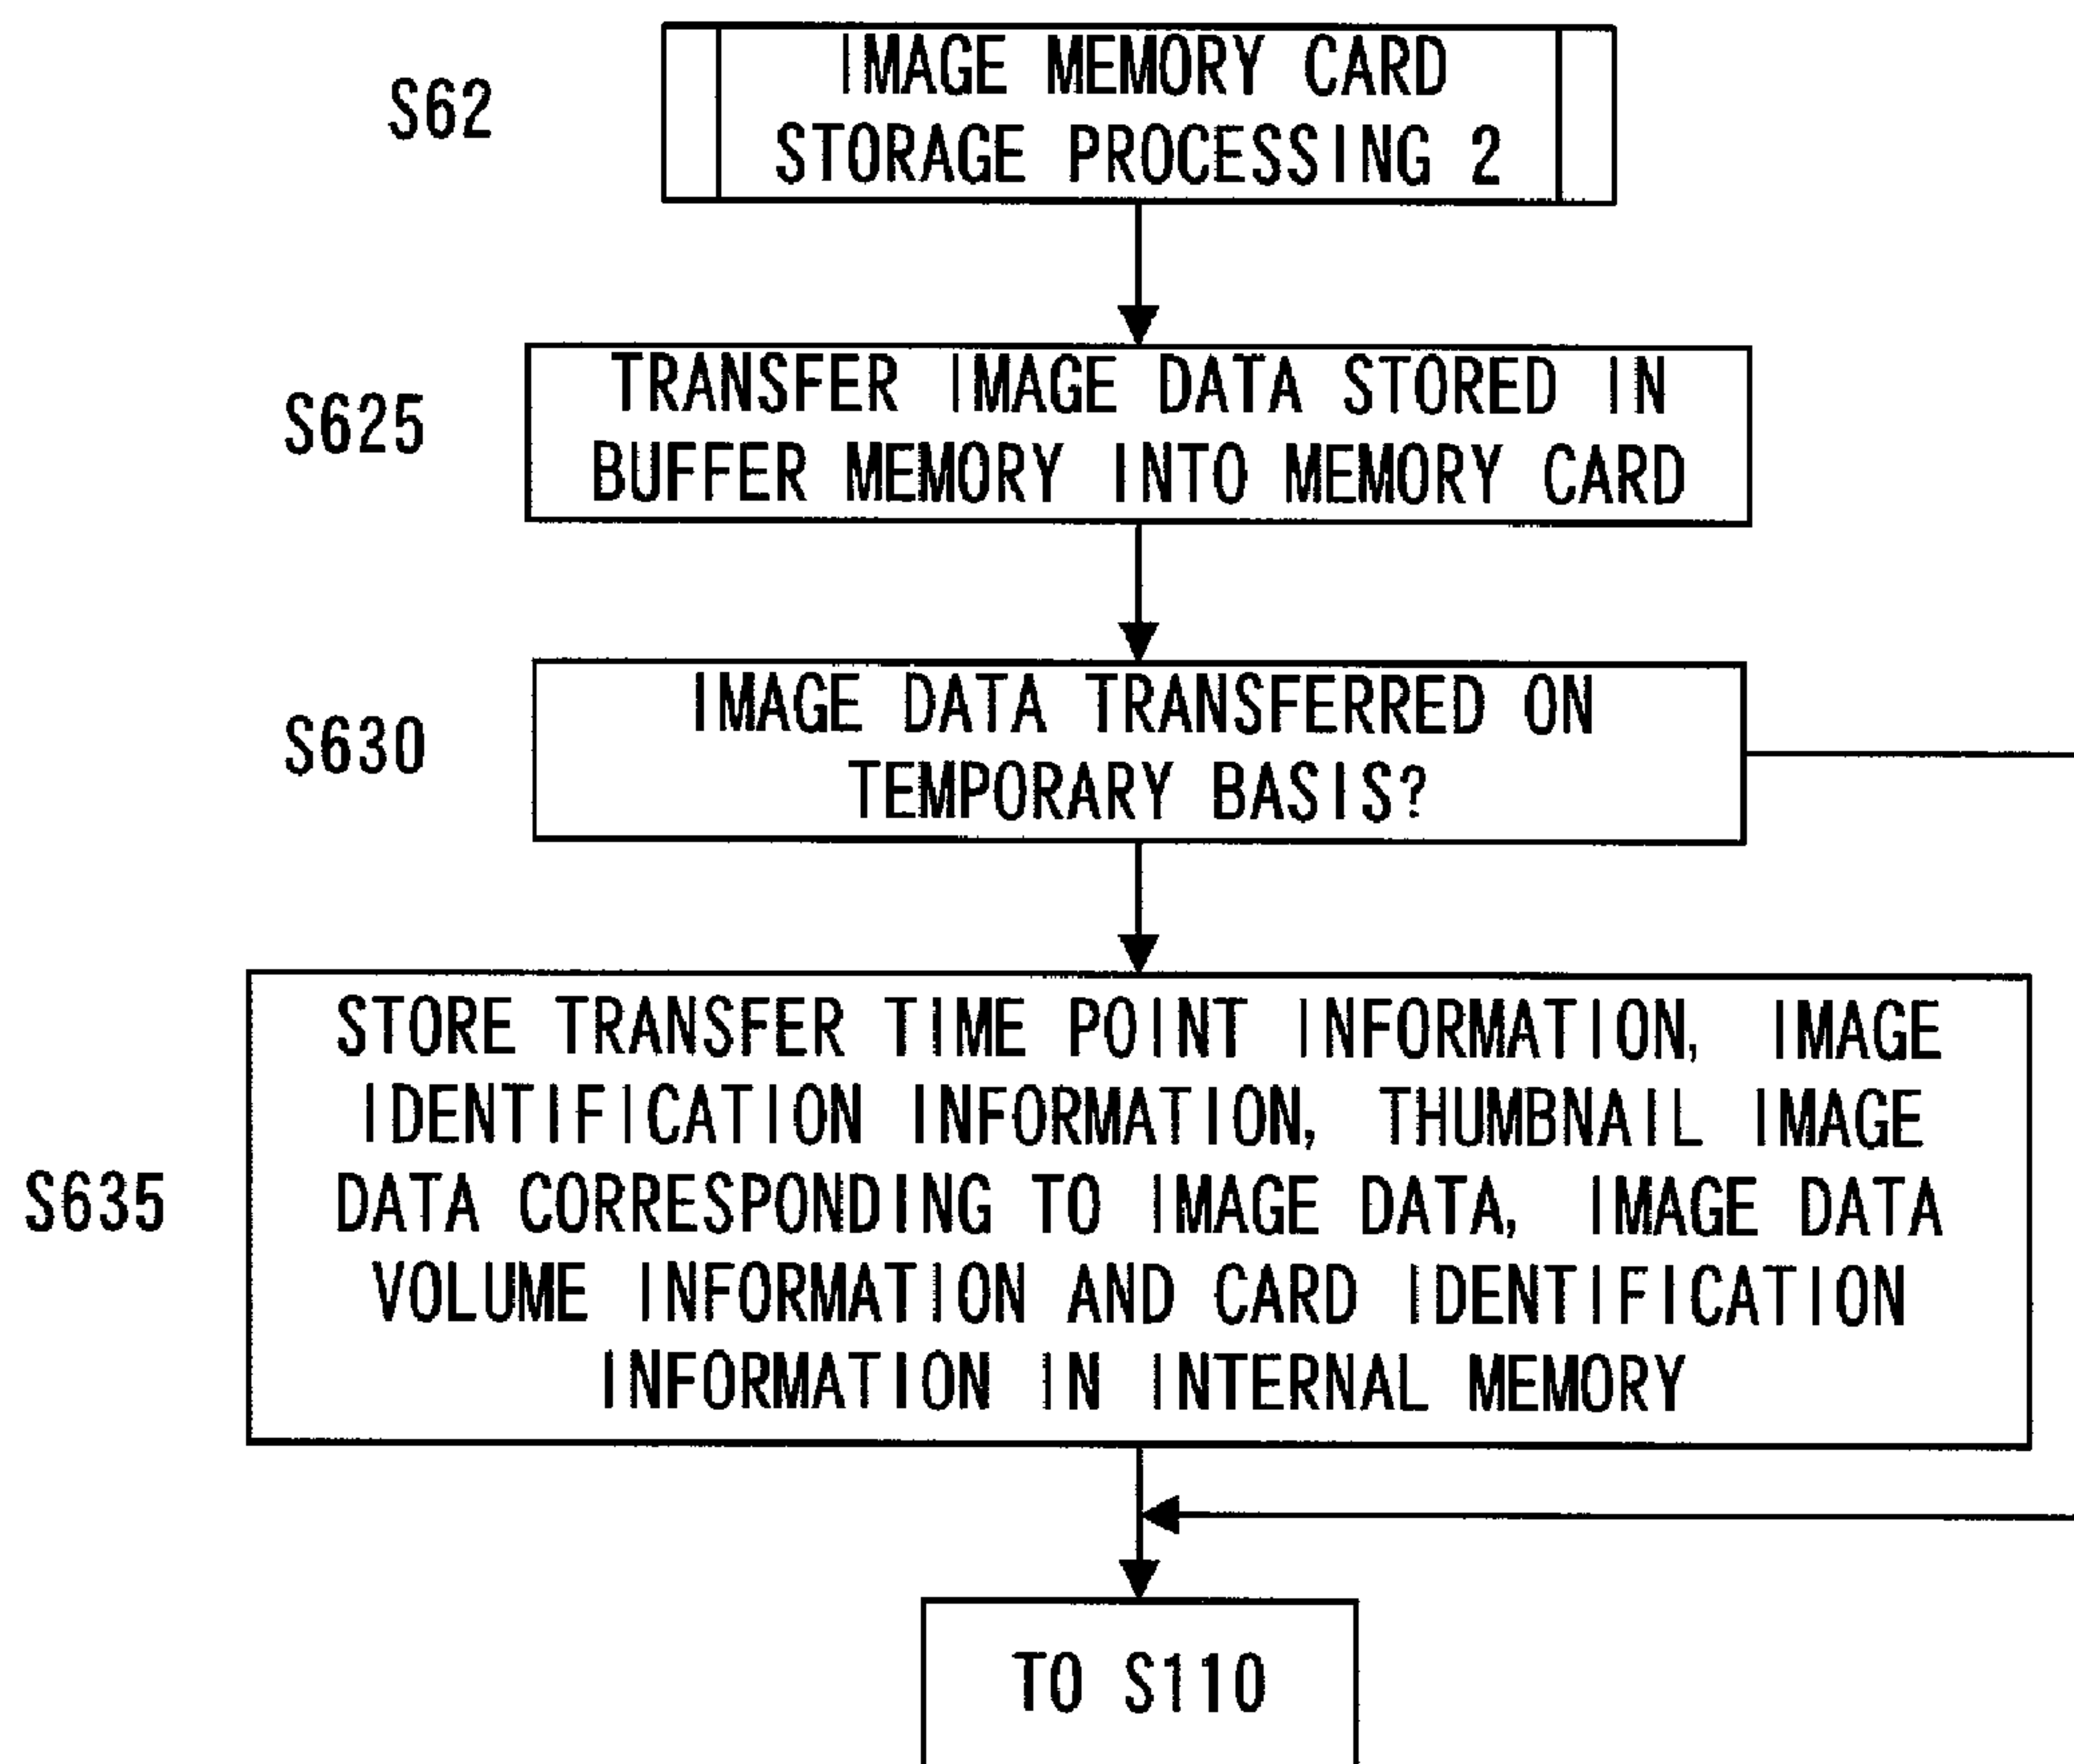 S62
IMAGE MEMORY CARD
STORAGE PROCESSING 2
S625
TRANSFER IMAGE DATA STORED IN
BUFFER MEMORY INTO MEMORY CARD
S630
IMAGE DATA TRANSFERRED ON
TEMPORARY BASIS?
S635
STORE TRANSFER TIME POINT INFORMATION, IMAGE
IDENTIFICATION INFORMATION, THUMBNAIL IMAGE
DATA CORRESPONDING TO IMAGE DATA, IMAGE DATA
VOLUME INFORMATION AND CARD IDENTIFICATION
INFORMATION IN INTERNAL MEMORY
TO S110